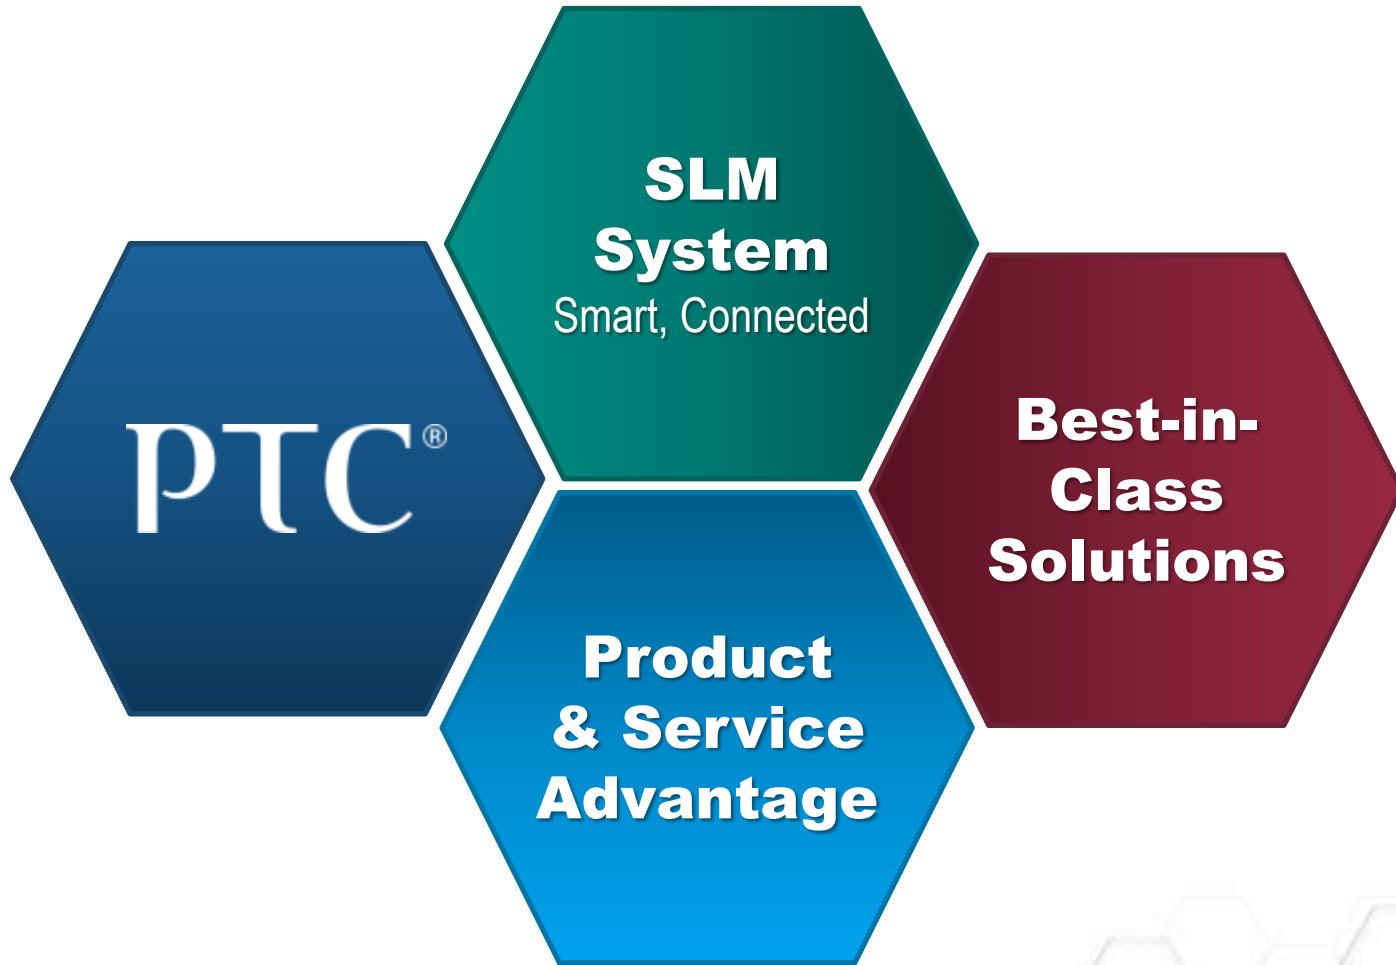 SLM
System
Smart, Connected
PTC®
Best-in-
Class
Solutions
Product
& Service
Advantage